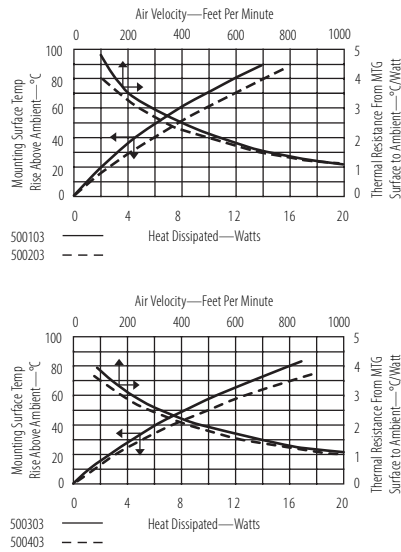 Air Velocity—Feet Per Minute
0 200 400 600 800 1000
100 5
80 4
60 3
40 2
20 1
0 0
Mounting Surface Temp
Rise Above Ambient—°C
Thermal Resistance From MTG
Surface to Ambient—°C/Watt
0 4 8 12 16 20
500103 Heat Dissipated—Watts
500203
Air Velocity—Feet Per Minute
0 200 400 600 800 1000
100 5
80 4
60 3
40 2
20 1
0 0
Mounting Surface Temp
Rise Above Ambient—°C
Thermal Resistance From MTG
Surface to Ambient—°C/Watt
0 4 8 12 16 20
500303 Heat Dissipated—Watts
500403